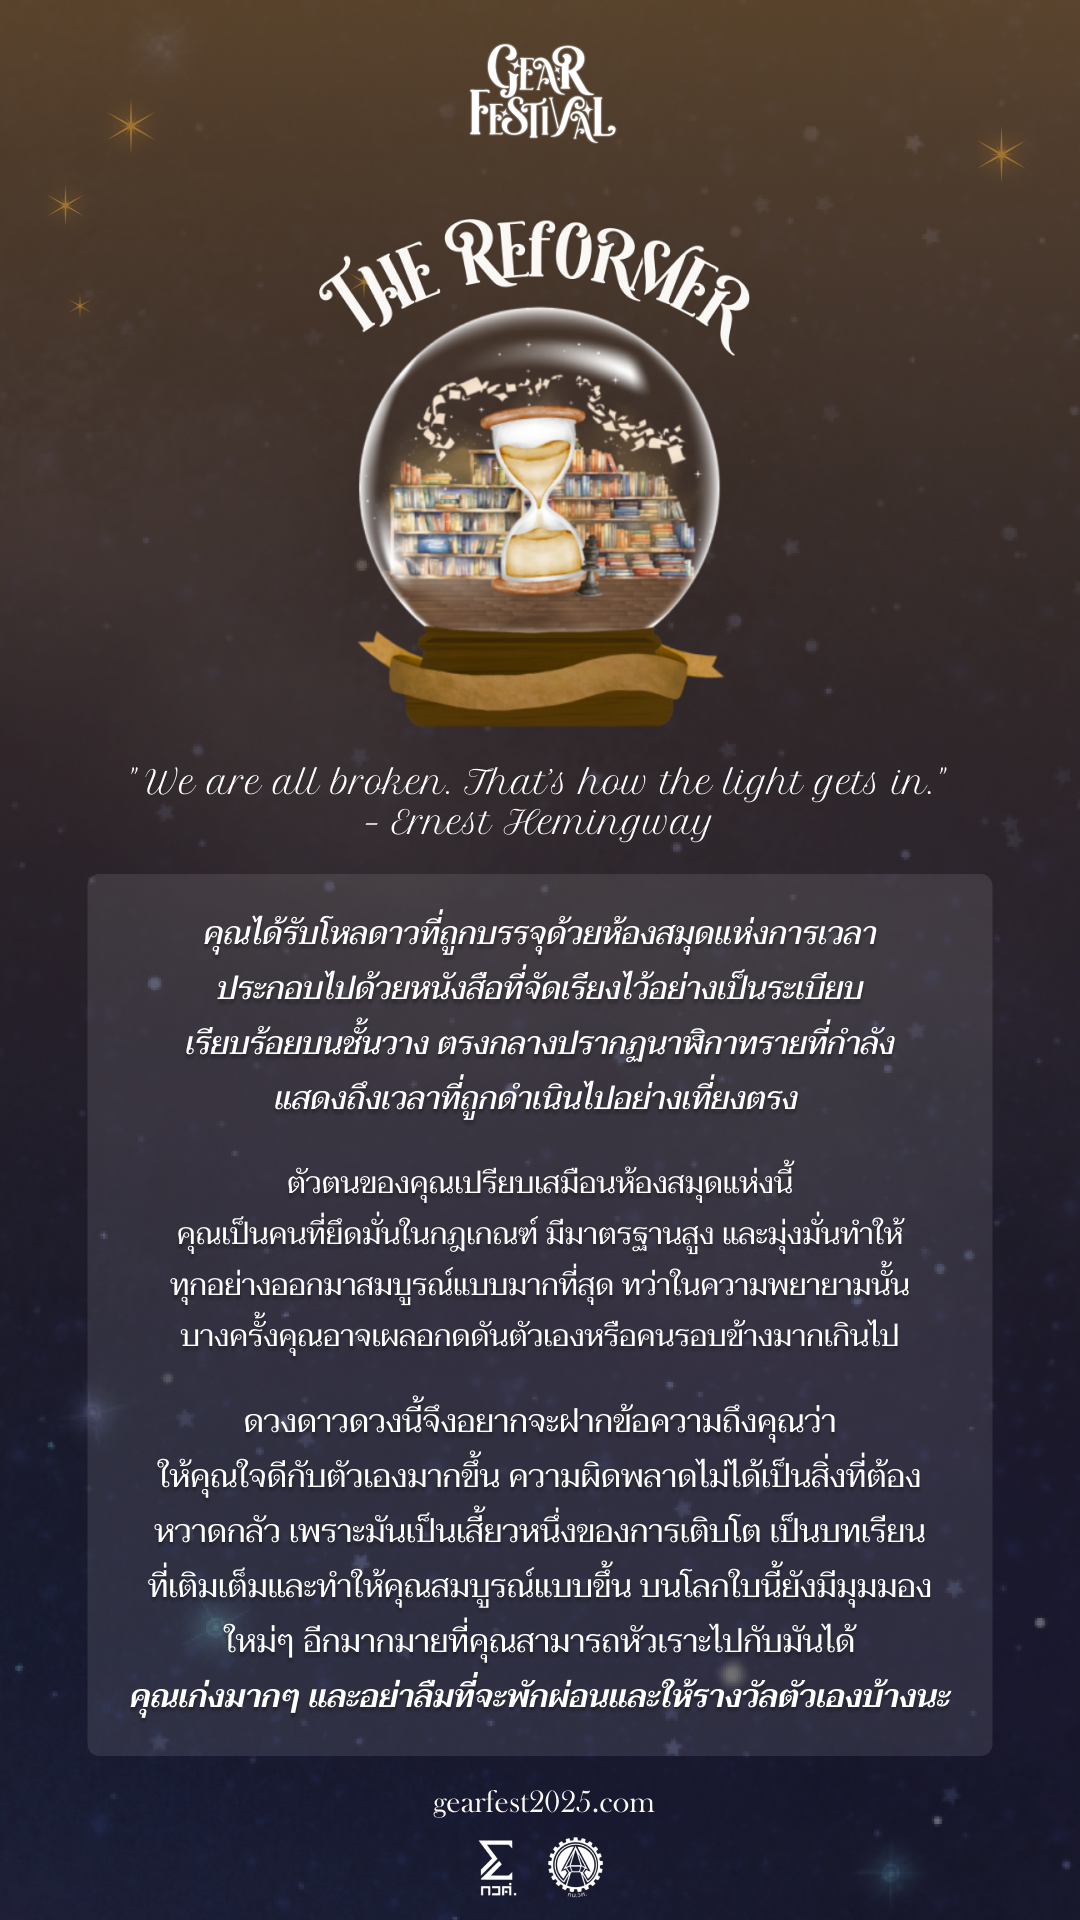 GEAR
FESTIVAL
THE REFORMER
"We are all broken. That's how the light gets in."
- Ernest Hemingway
คุณได้รับโหลดาวที่ถูกบรรจุด้วยห้องสมุดแห่งการเวลา
ประกอบไปด้วยหนังสือที่จัดเรียงไว้อย่างเป็นระเบียบ
เรียบร้อยบนชั้นวาง ตรงกลางปรากฏนาฬิกาทรายที่กำลัง
แสดงถึงเวลาที่ถูกดำเนินไปอย่างเที่ยงตรง
ตัวตนของคุณเปรียบเสมือนห้องสมุดแห่งนี้
คุณเป็นคนที่ยึดมั่นในกฎเกณฑ์ มีมาตรฐานสูง และมุ่งมั่นทำให้
ทุกอย่างออกมาสมบูรณ์แบบมากที่สุด ทว่าในความพยายามนั้น
บางครั้งคุณอาจเผลอกดดันตัวเองหรือคนรอบข้างมากเกินไป
ดวงดาวดวงนี้จึงอยากจะฝากข้อความถึงคุณว่า
ให้คุณใจดีกับตัวเองมากขึ้น ความผิดพลาดไม่ได้เป็นสิ่งที่ต้อง
หวาดกลัว เพราะมันเป็นเสี้ยวหนึ่งของการเติบโต เป็นบทเรียน
ที่เติมเต็มและทำให้คุณสมบูรณ์แบบขึ้น บนโลกใบนี้ยังมีมุมมอง
ใหม่ๆ อีกมากมายที่คุณสามารถหัวเราะไปกับมันได้
คุณเก่งมากๆ และอย่าลืมที่จะพักผ่อนและให้รางวัลตัวเองบ้างนะ
gearfest2025.com
กวศ.